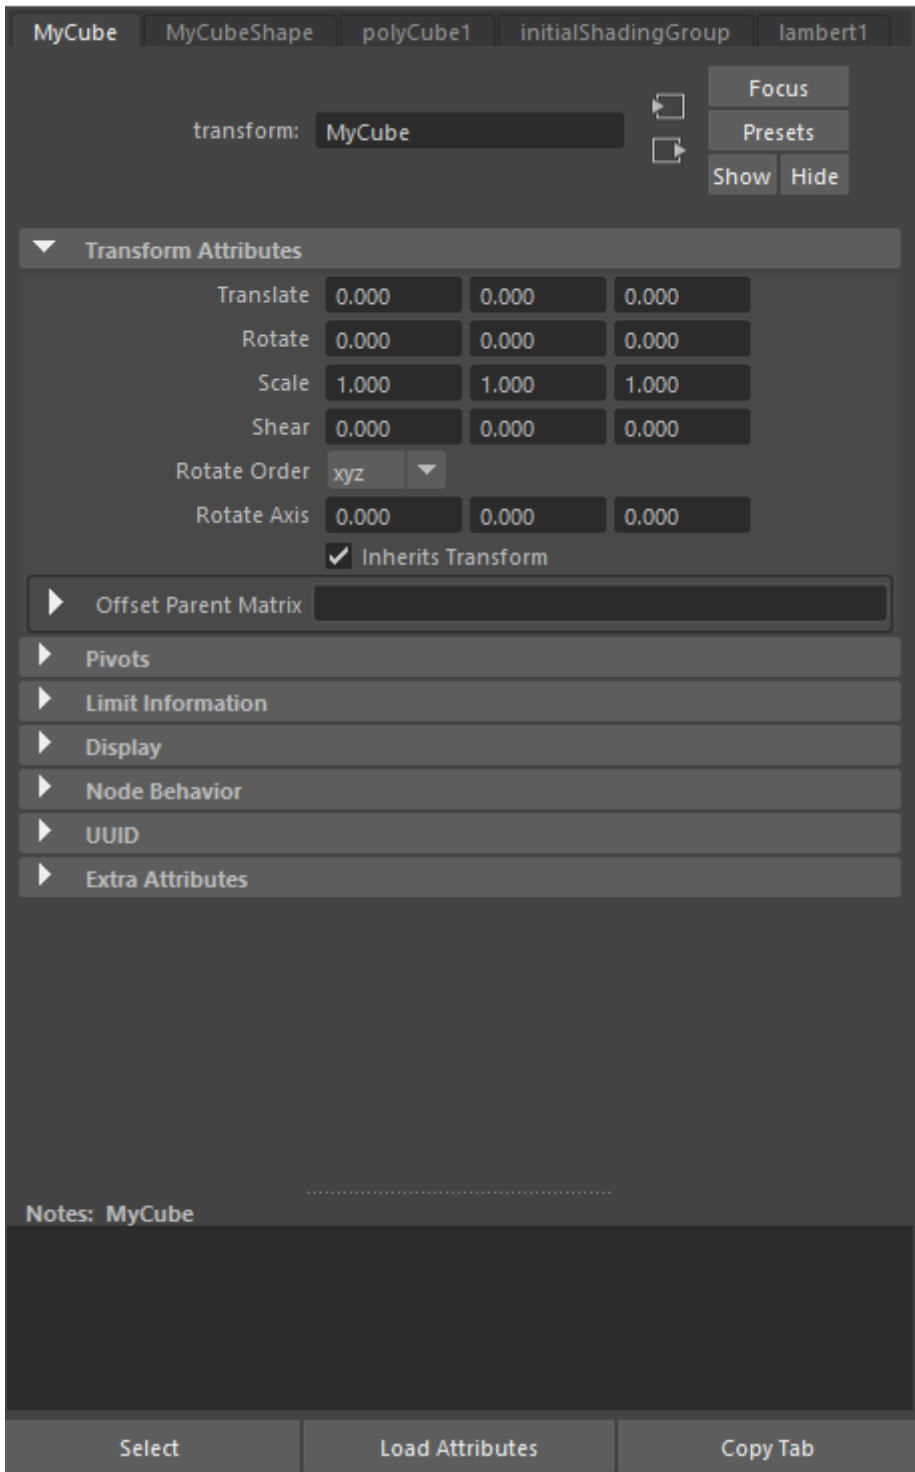 MyCube MyCubeShape polyCube1 initialShadingGroup lambert1
Focus
transform: MyCube Presets
Show Hide
Transform Attributes
Translate 0.000 0.000 0.000
Rotate 0.000 0.000 0.000
Scale 1.000 1.000 1.000
Shear 0.000 0.000 0.000
Rotate Order xyz
Rotate Axis 0.000 0.000 0.000
Inherits Transform
Offset Parent Matrix
Pivots
Limit Information
Display
Node Behavior
UUID
Extra Attributes
Notes: MyCube
Select Load Attributes Copy Tab